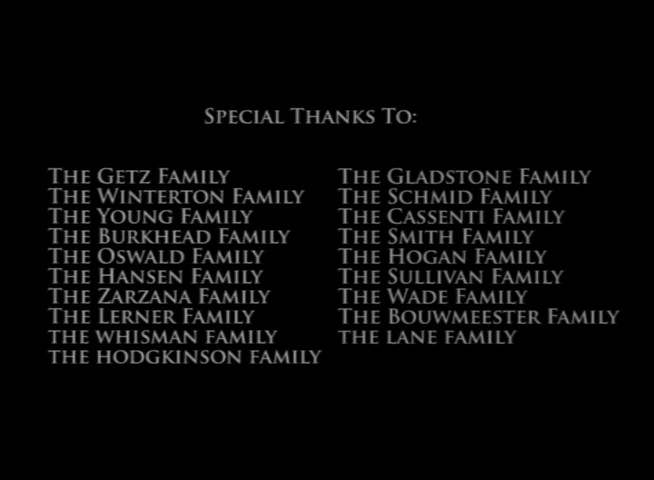 Special Thanks To:
The Getz Family
The Winterton Family
The Young Family
The Burkhead Family
The Oswald Family
The Hansen Family
The Zarzana Family
The Lerner Family
the whisman family
the hodgkinson family
The Gladstone Family
The Schmid Family
The Cassenti Family
The Smith Family
The Hogan Family
The Sullivan Family
The Wade Family
The Bouwmeester Family
the lane family